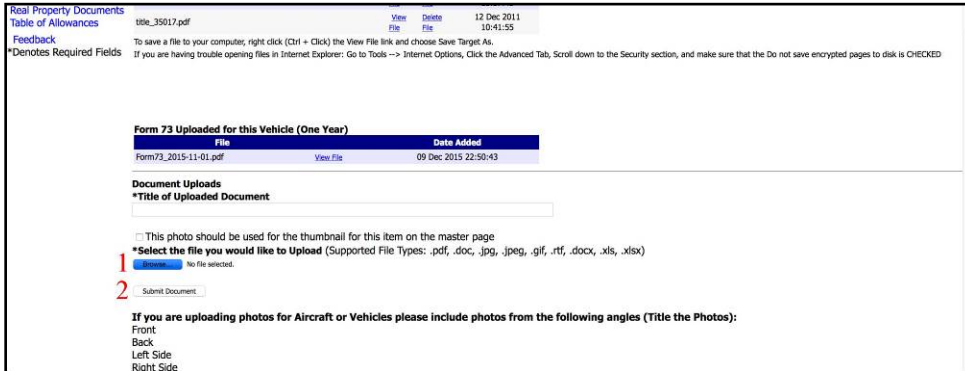 Real Property Documents
Table of Allowances
Feedback
*Denotes Required Fields
title_35017.pdf View File Delete File 12 Dec 2011 10:41:55
To save a file to your computer, right click (Ctrl + Click) the View File link and choose Save Target As.
If you are having trouble opening files in Internet Explorer: Go to Tools --> Internet Options, Click the Advanced Tab, Scroll down to the Security section, and make sure that the Do not save encrypted pages to disk is CHECKED
Form 73 Uploaded for this Vehicle (One Year)
File Date Added
Form73_2015-11-01.pdf View File 09 Dec 2015 22:50:43
Document Uploads
*Title of Uploaded Document
This photo should be used for the thumbnail for this item on the master page
*Select the file you would like to Upload (Supported File Types: .pdf, .doc, .jpg, .jpeg, .gif, .rtf, .docx, .xls, .xlsx)
1 Browse... No file selected.
2 Submit Document
If you are uploading photos for Aircraft or Vehicles please include photos from the following angles (Title the Photos):
Front
Back
Left Side
Right Side